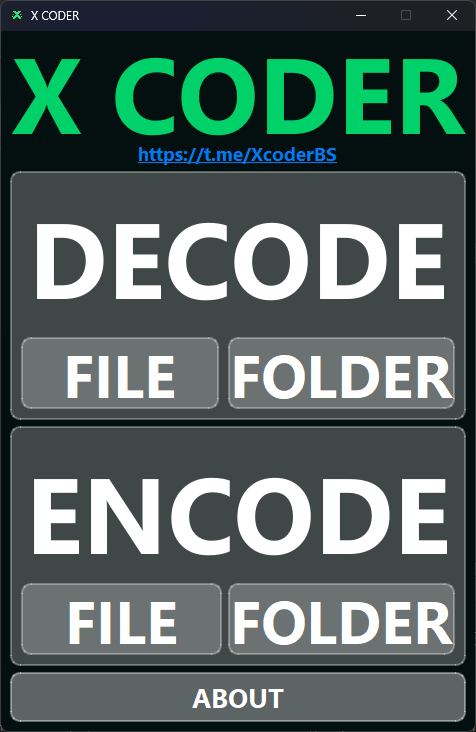 X CODER
X CODER
https://t.me/XcoderBS
DECODE
FILE FOLDER
ENCODE
FILE FOLDER
ABOUT